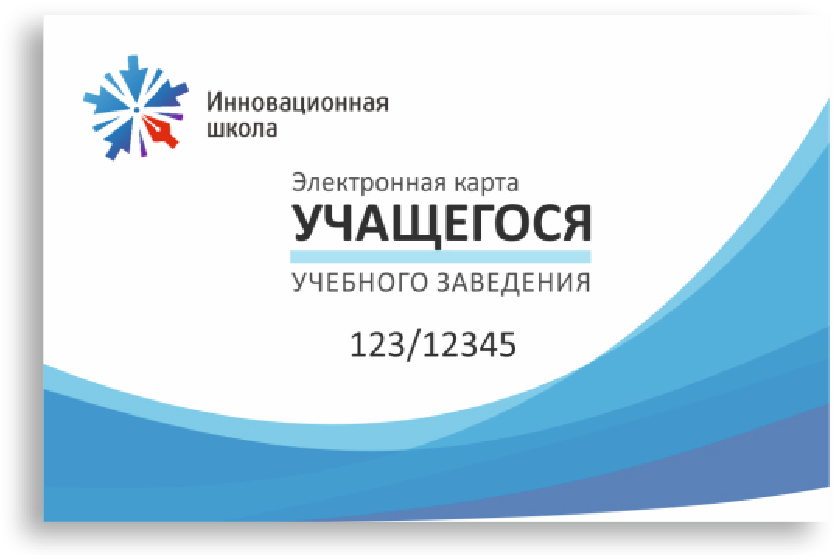 Инновационная
школа
Электронная карта
УЧАЩЕГОСЯ
УЧЕБНОГО ЗАВЕДЕНИЯ
123/12345